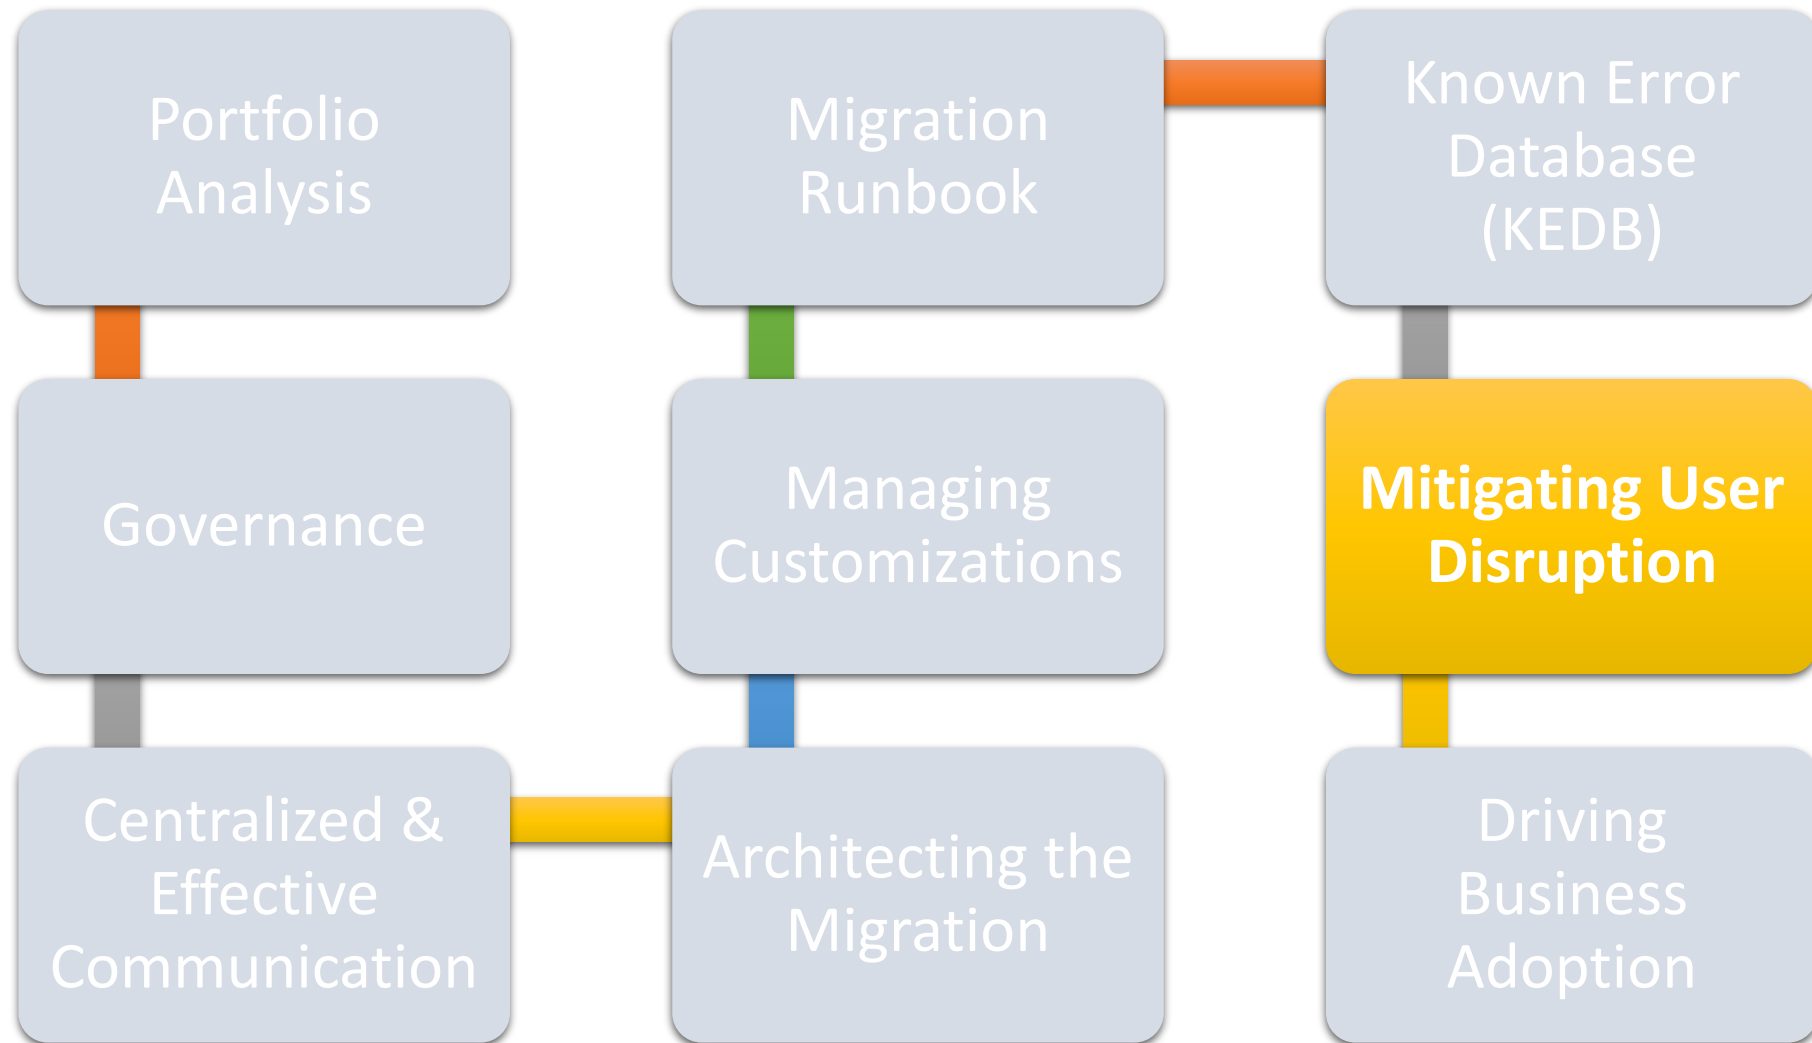 Portfolio
Analysis
Governance
Centralized &
Effective
Communication
Architecting the
Migration
Managing
Customizations
Migration
Runbook
Known Error
Database
(KEDB)
Mitigating User
Disruption
Driving
Business
Adoption